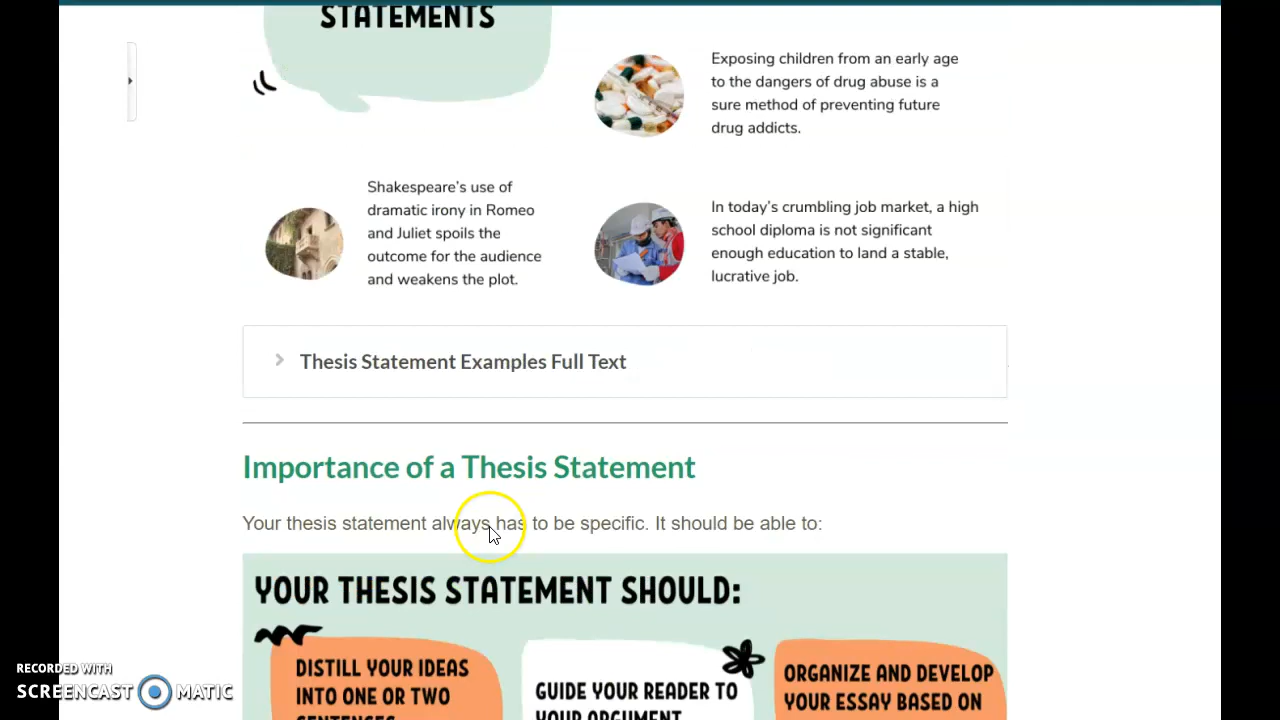 STATEMENTS
Exposing children from an early age
to the dangers of drug abuse is a
sure method of preventing future
drug addicts.
Shakespeare's use of
dramatic irony in Romeo
and Juliet spoils the
outcome for the audience
and weakens the plot.
In today's crumbling job market, a high
school diploma is not significant
enough education to land a stable,
lucrative job.
Thesis Statement Examples Full Text
Importance of a Thesis Statement
Your thesis statement always has to be specific. It should be able to:
YOUR THESIS STATEMENT SHOULD:
DISTILL YOUR IDEAS
INTO ONE OR TWO
SENTENCES
GUIDE YOUR READER TO
YOUR ARGUMENT
ORGANIZE AND DEVELOP
YOUR ESSAY BASED ON
RECORDED WITH
SCREENCAST MATIC